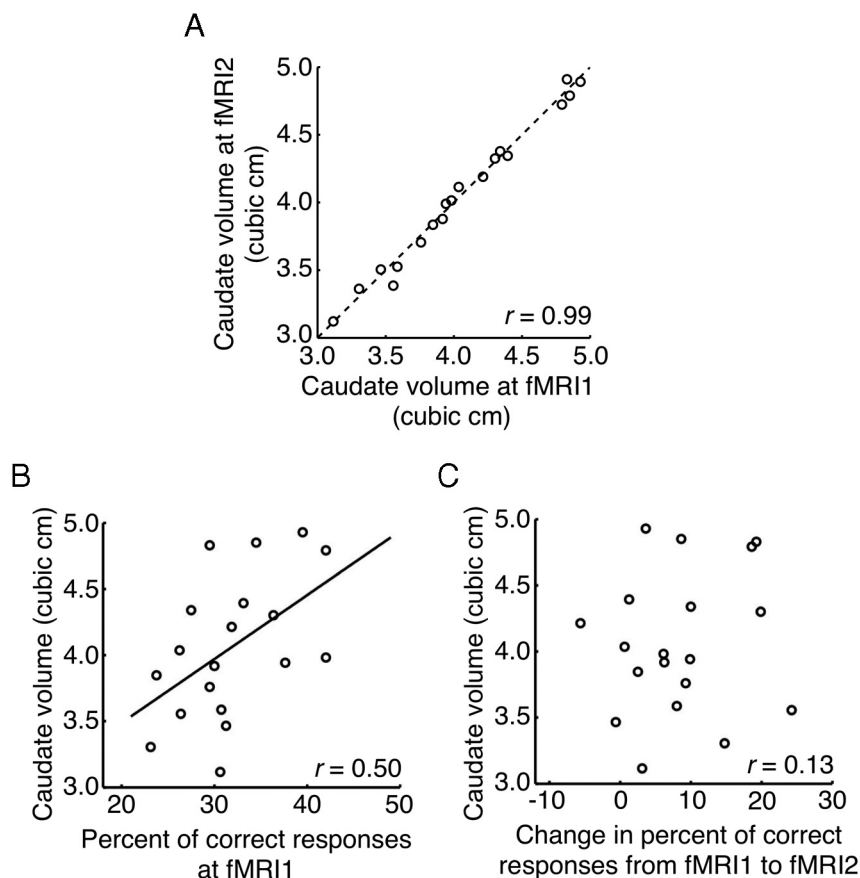 A
Caudate volume at fMRI2
(cubic cm)
5.0
4.5
4.0
3.5
3.0
r = 0.99
3.0 3.5 4.0 4.5 5.0
Caudate volume at fMRI1
(cubic cm)
B
Caudate volume (cubic cm)
5.0
4.5
4.0
3.5
3.0
r = 0.50
20 30 40 50
Percent of correct responses
at fMRI1
C
Caudate volume (cubic cm)
5.0
4.5
4.0
3.5
3.0
r = 0.13
-10 0 10 20 30
Change in percent of correct
responses from fMRI1 to fMRI2